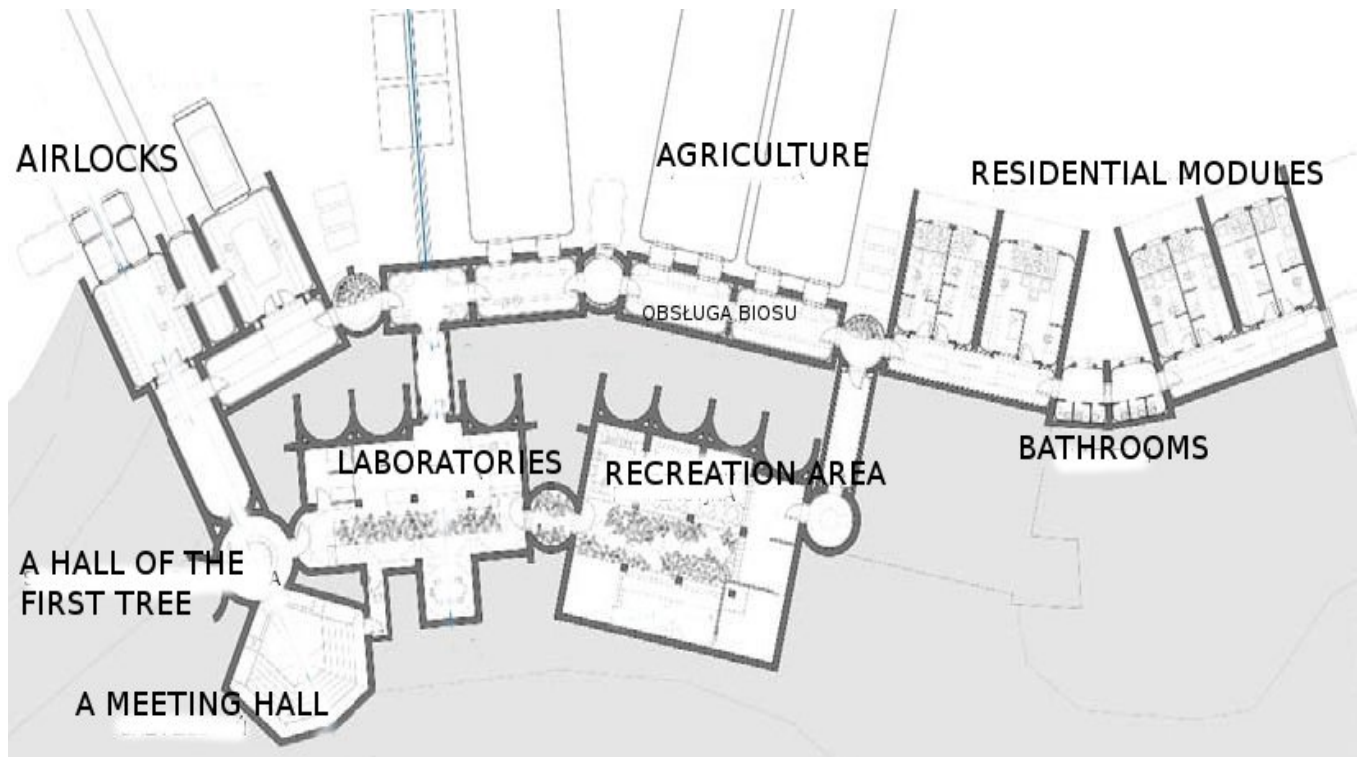 AIRLOCKS
AGRICULTURE
RESIDENTIAL MODULES
OBSŁUGA BIOSU
BATHROOMS
LABORATORIES
RECREATION AREA
A HALL OF THE
FIRST TREE
A
A MEETING HALL